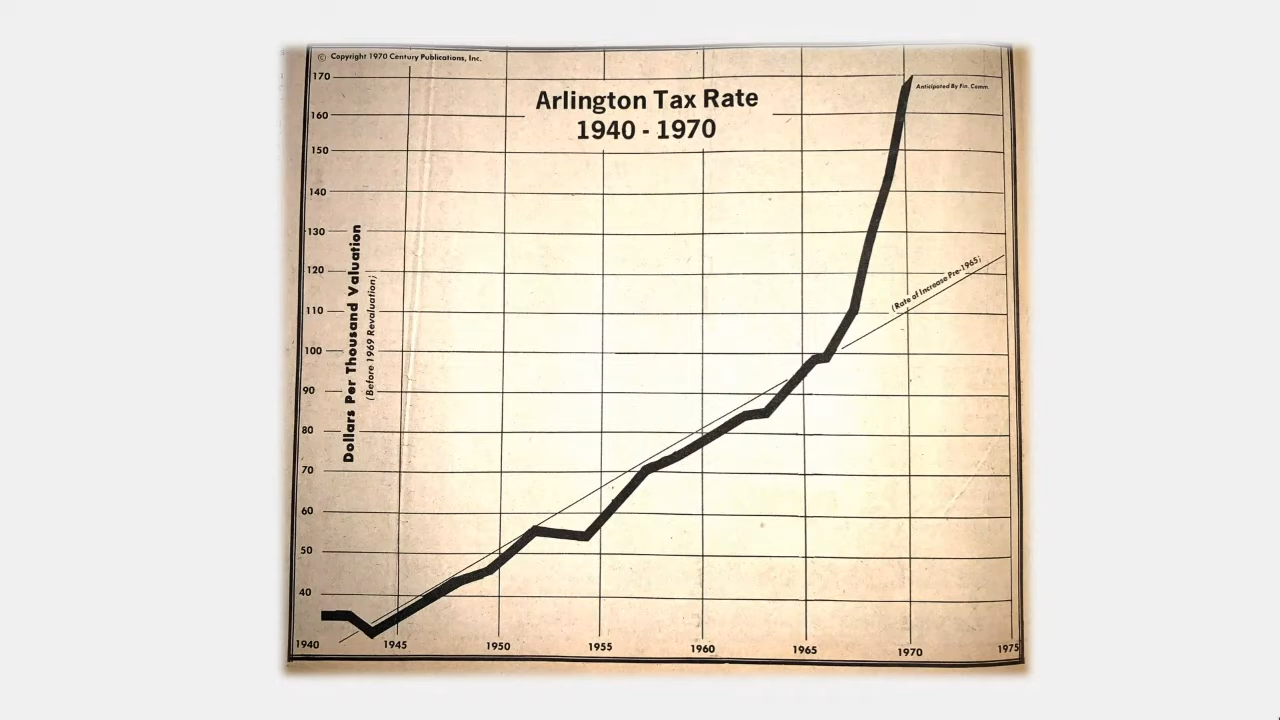 © Copyright 1970 Century Publications, Inc.
Arlington Tax Rate
1940 - 1970
Anticipated By Fin. Comm.
170
160
150
140
130
120
110
100
90
80
70
60
50
40
Dollars Per Thousand Valuation
(Before 1969 Revaluation)
(Rate of Increase Pre-1965)
1940 1945 1950 1955 1960 1965 1970 1975